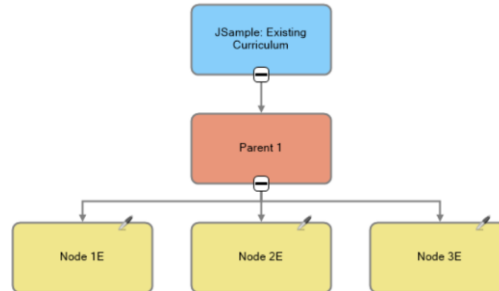 JSample: Existing
Curriculum
Parent 1
Node 1E
Node 2E
Node 3E